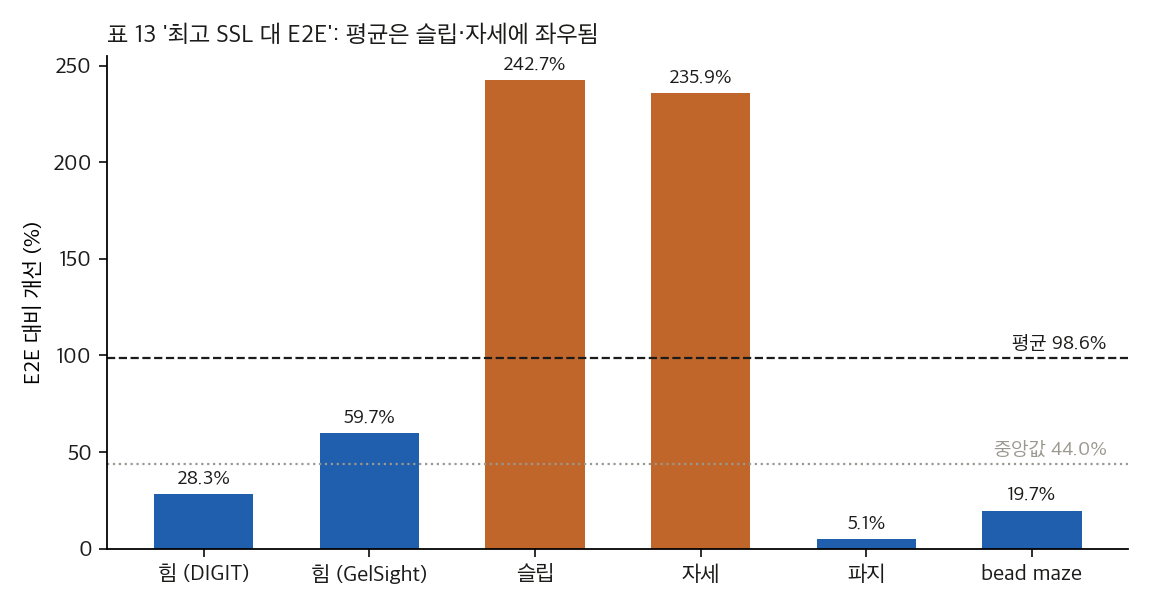 표 13 '최고 SSL 대 E2E': 평균은 슬립·자세에 좌우됨
E2E 대비 개선 (%)
250
200
150
100
50
0
28.3%
59.7%
242.7%
235.9%
5.1%
19.7%
평균 98.6%
중앙값 44.0%
힘 (DIGIT)
힘 (GelSight)
슬립
자세
파지
bead maze